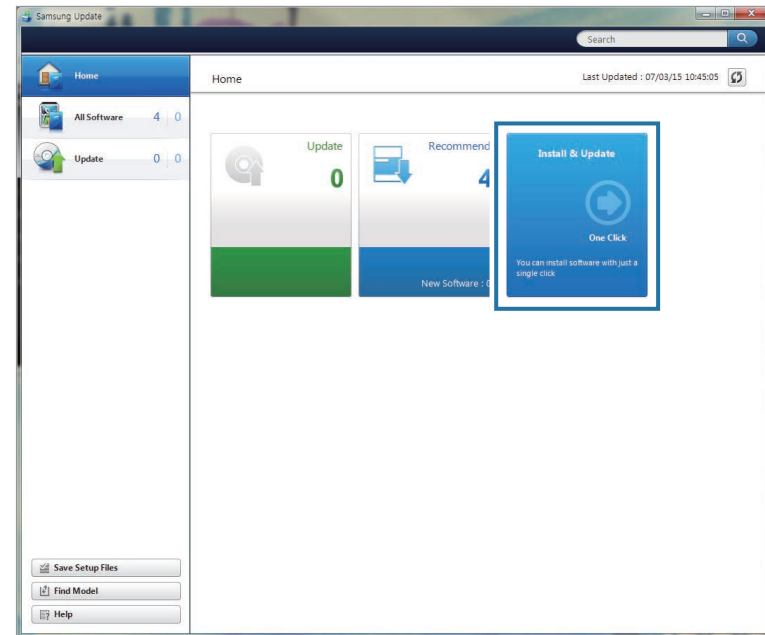 Samsung Update
Search
Home
Home
Last Updated : 07/03/15 10:45:05
All Software 4 0
Update 0 0
Update
0
Recommend
4
New Software :
Install & Update
One Click
You can install software with just a
single click
Save Setup Files
Find Model
Help